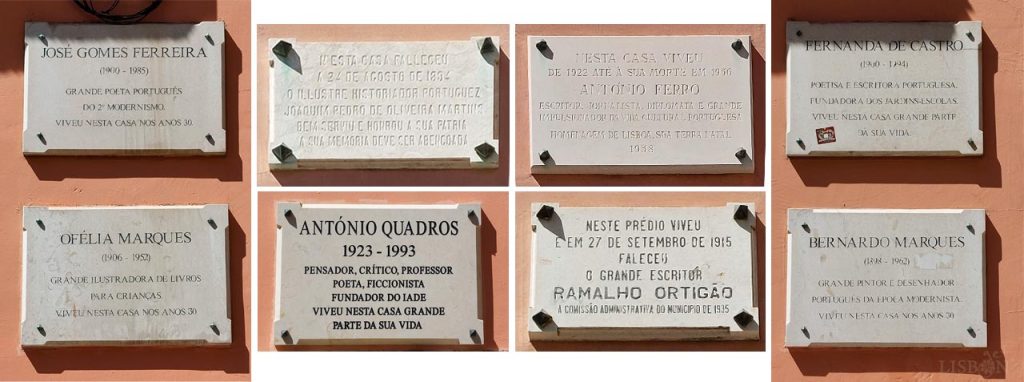 JOSÉ GOMES FERREIRA
(1900 - 1985)
GRANDE POETA PORTUGUÊS
DO 2º MODERNISMO.
VIVEU NESTA CASA NOS ANOS 30.
NESTA CASA FALLECEU
A 24 DE AGOSTO DE 1894
O ILLUSTRE HISTORIADOR PORTUGUEZ
JOAQUIM PEDRO DE OLIVEIRA MARTINS
BEM SERVIU E HONROU A SUA PATRIA
A SUA MEMORIA DEVE SER ABENÇOADA
NESTA CASA VIVEU
DE 1922 ATÉ À SUA MORTE EM 1956
ANTÓNIO FERRO
ESCRITOR, JORNALISTA, DIPLOMATA E GRANDE
IMPULSIONADOR DA VIDA CULTURAL PORTUGUESA
HOMENAGEM DE LISBOA, SUA TERRA NATAL
FERNANDA DE CASTRO
(1900 - 1994)
POETISA E ESCRITORA PORTUGUESA.
FUNDADORA DOS JARDINS-ESCOLAS.
VIVEU NESTA CASA GRANDE PARTE
DA SUA VIDA.
OFÉLIA MARQUES
(1906 - 1952)
GRANDE ILUSTRADORA DE LIVROS
PARA CRIANÇAS.
VIVEU NESTA CASA NOS ANOS 30
ANTÓNIO QUADROS
1923 - 1993
PENSADOR, CRÍTICO, PROFESSOR
POETA, FICCIONISTA
FUNDADOR DO IADE
VIVEU NESTA CASA GRANDE
PARTE DA SUA VIDA
NESTE PRÉDIO VIVEU
E EM 27 DE SETEMBRO DE 1915
FALECEU
O GRANDE ESCRITOR
RAMALHO ORTIGÃO
A COMISSÃO ADMINISTRATIVA DO MUNICIPIO DE 1935
BERNARDO MARQUES
(1898 - 1962)
GRANDE PINTOR E DESENHADOR
PORTUGUÊS DA ÉPOCA MODERNISTA.
VIVEU NESTA CASA NOS ANOS 30